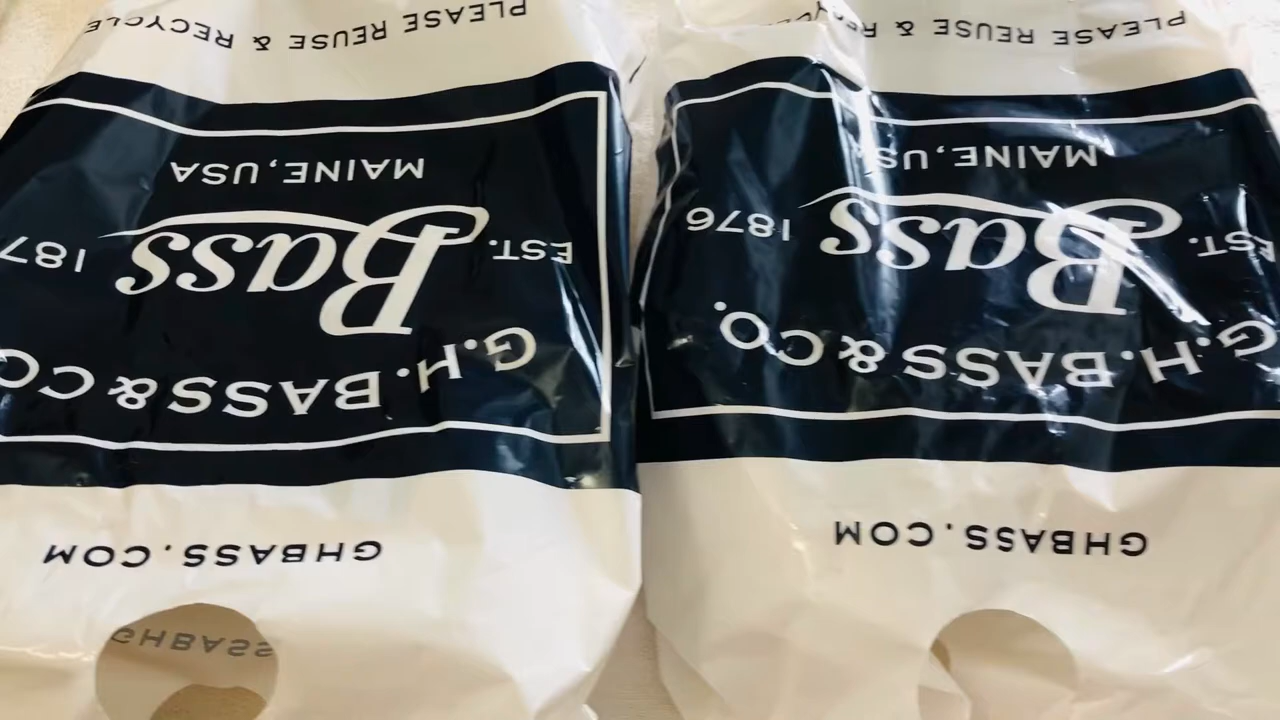 GHBASS
GHBASS.COM
G.H.BASS&CO
EST. Bass 187
MAINE,USA
PLEASE REUSE & RECYCLE
GHBASS.COM
G.H.BASS&CO.
EST. Bass 1876
MAINE,USA
PLEASE REUSE &